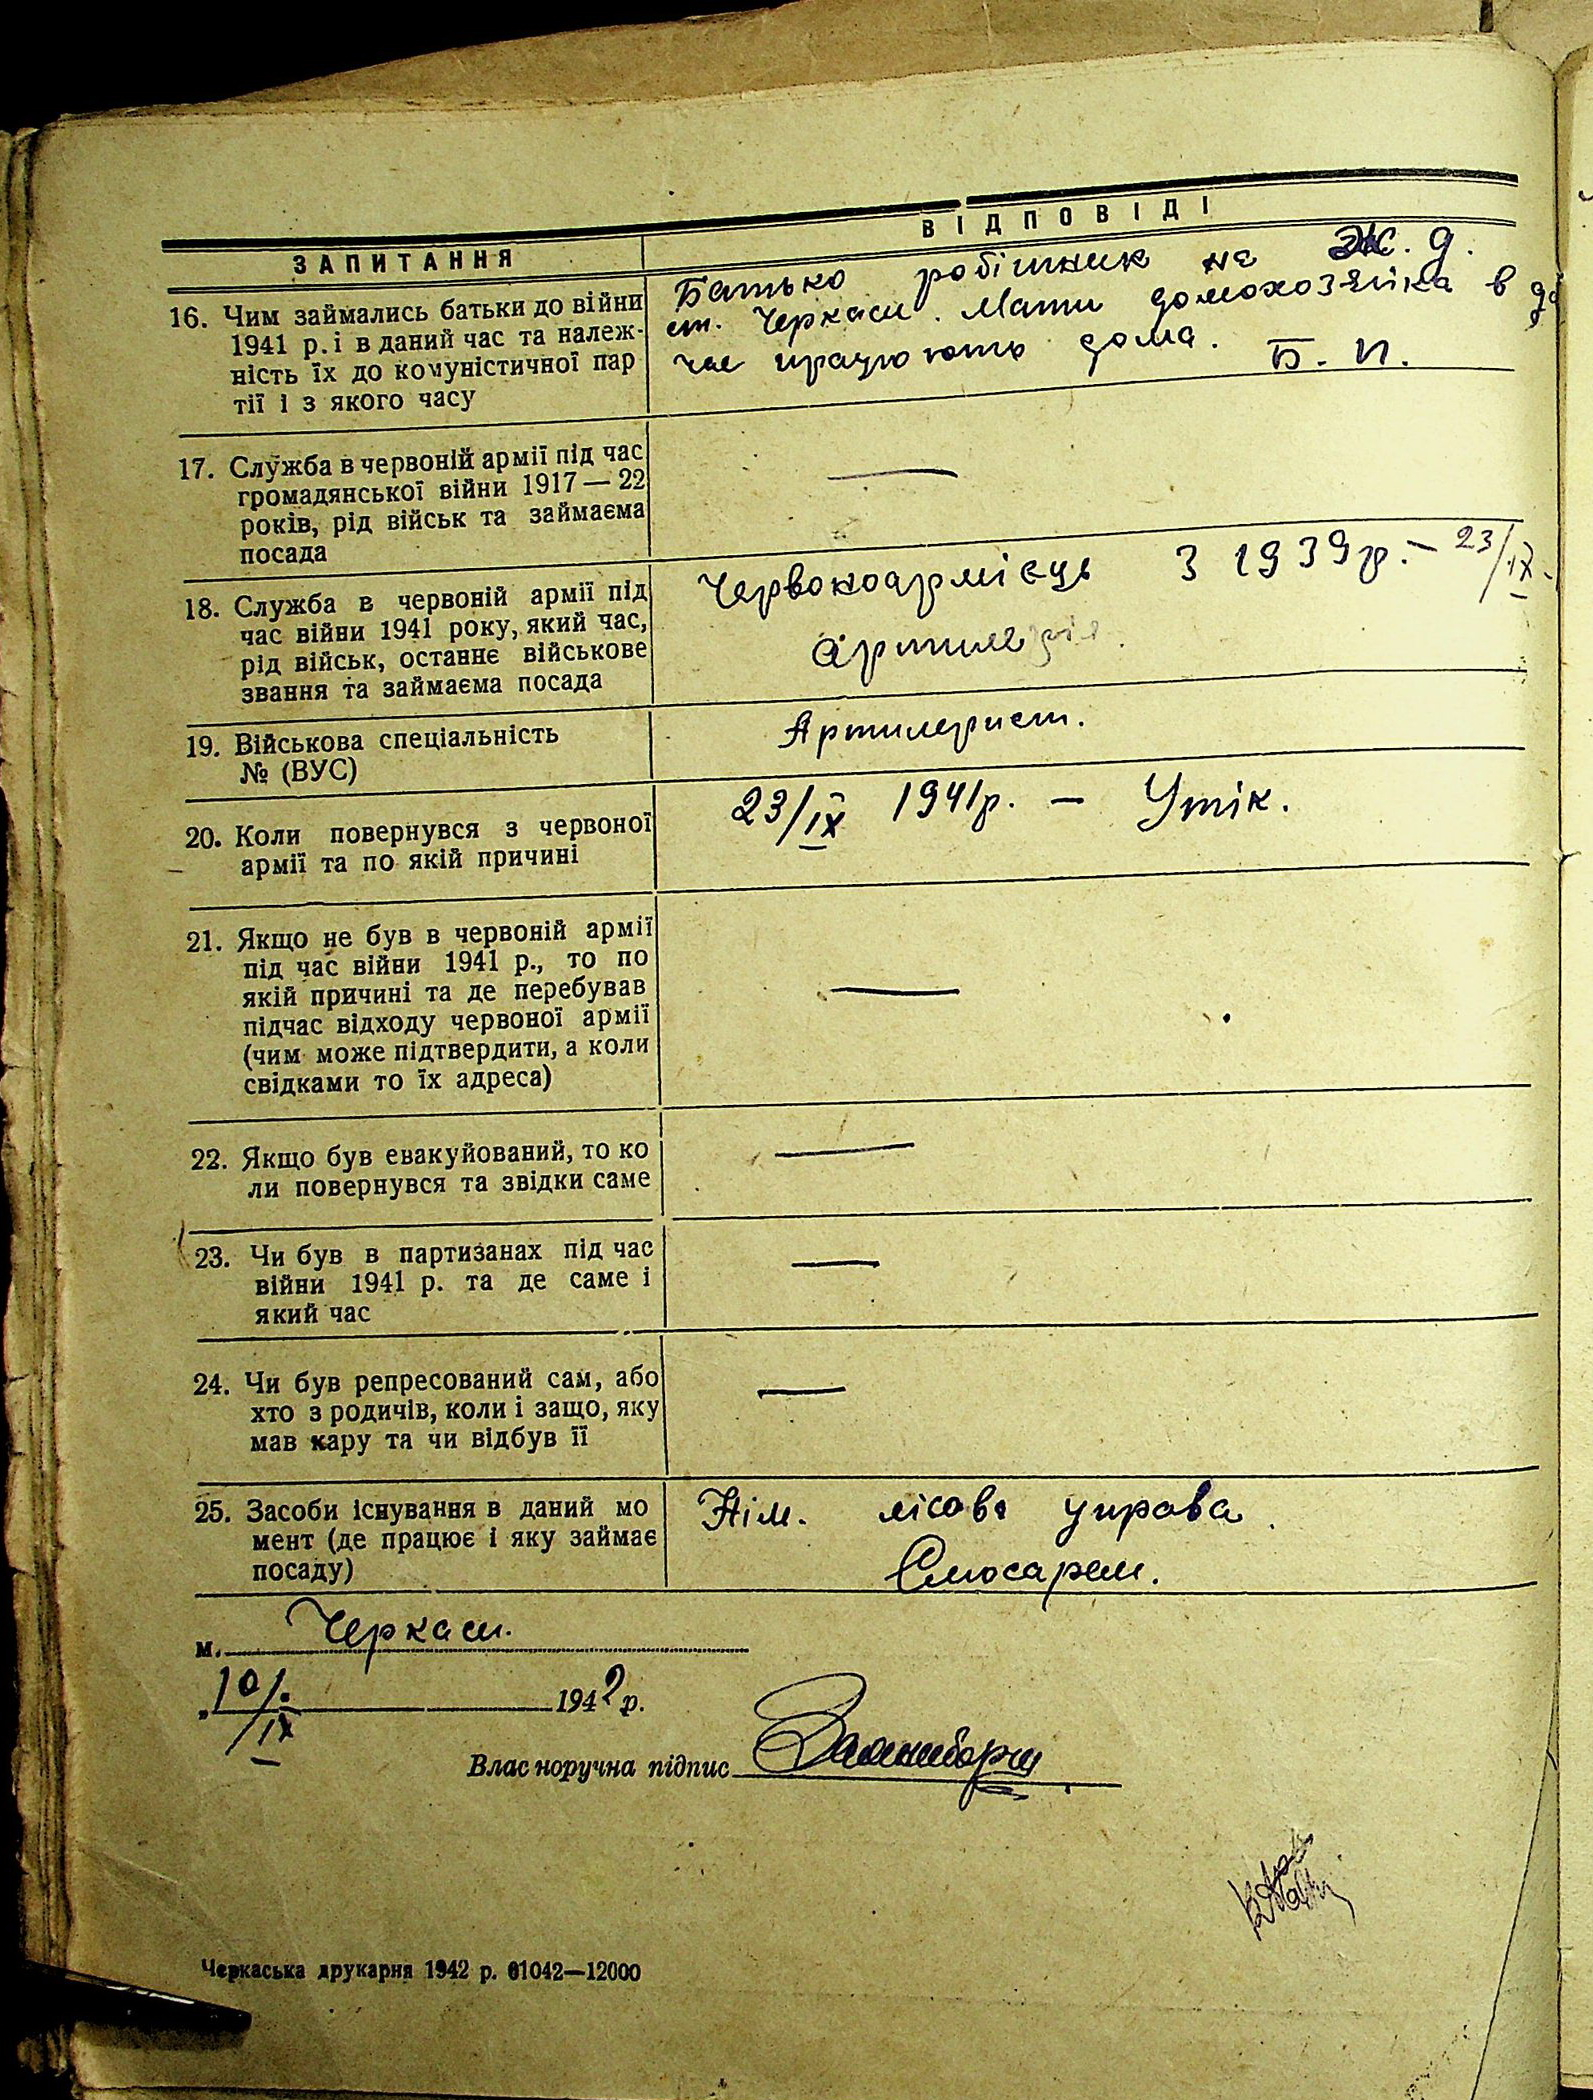 ЗАПИТАННЯ
ВІДПОВІДІ
16. Чим займались батьки до війни
1941 р. і в даний час та належ-
ність їх до комуністичної пар
тії і з якого часу
Батько робітник на Ж. д.
ст. Черкаси. Мати домохозяйка в
час працюють дома. Б. П.
17. Служба в червоній армії під час
громадянської війни 1917 — 22
років, рід військ та займаєма
посада
—
18. Служба в червоній армії під
час війни 1941 року, який час,
рід військ, останнє військове
звання та займаєма посада
Червоноармієць з 1939р. – 23/IX.
Артилерія.
19. Військова спеціальність
№ (ВУС)
Артилерист.
20. Коли повернувся з червоної
армії та по якій причині
23/IX 1941р. — Утік.
21. Якщо не був в червоній армії
під час війни 1941 р., то по
якій причині та де перебував
підчас відходу червоної армії
(чим може підтвердити, а коли
свідками то їх адреса)
—
22. Якщо був евакуйований, то ко
ли повернувся та звідки саме
—
23. Чи був в партизанах під час
війни 1941 р. та де саме і
який час
—
24. Чи був репресований сам, або
хто з родичів, коли і защо, яку
мав кару та чи відбув її
—
25. Засоби існування в даний мо
мент (де працює і яку займає
посаду)
Нім. лісова управа.
Слюсарем.
м. Черкаси.
„10/IX 1942 р.
Влас норучна підпис
Черкаська друкарня 1942 р. 01042—12000